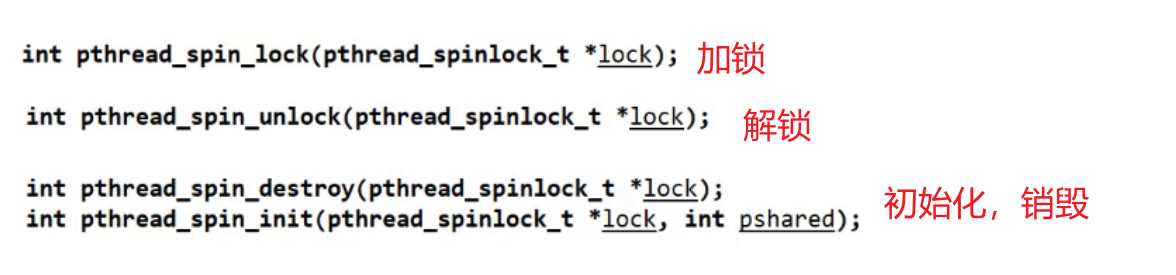 int pthread_spin_lock(pthread_spinlock_t *lock); 加锁
int pthread_spin_unlock(pthread_spinlock_t *lock); 解锁
int pthread_spin_destroy(pthread_spinlock_t *lock);
int pthread_spin_init(pthread_spinlock_t *lock, int pshared);
初始化，销毁